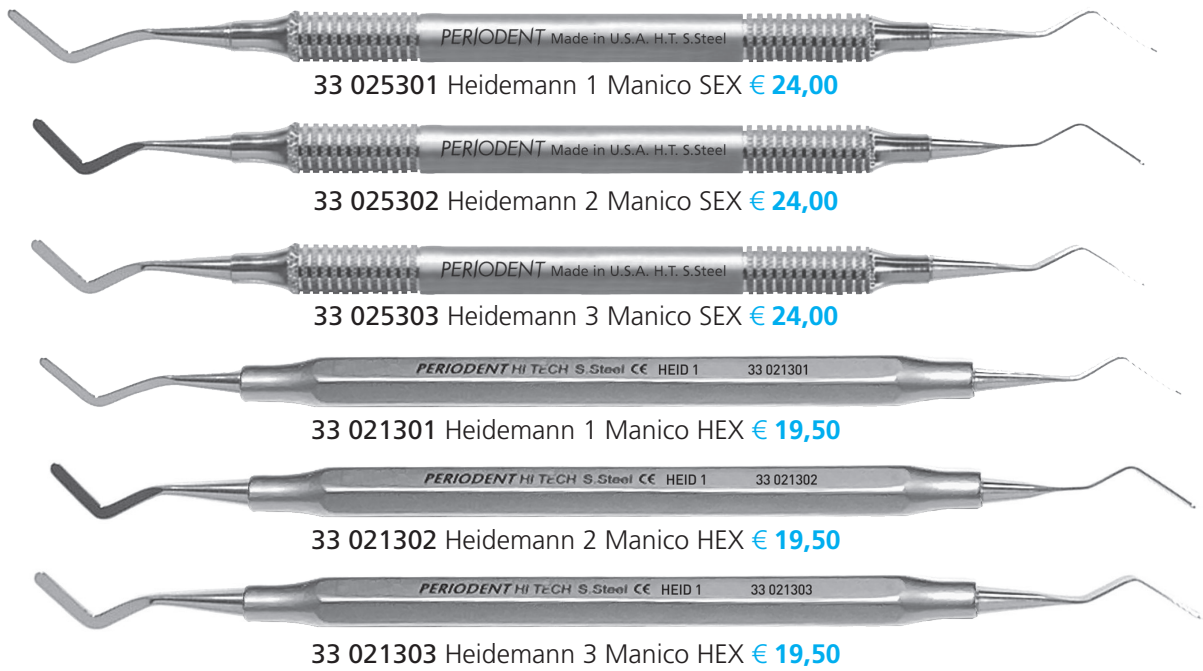 PERIODENT Made in U.S.A. H.T. S.Steel
33 025301 Heidemann 1 Manico SEX € 24,00
PERIODENT Made in U.S.A. H.T. S.Steel
33 025302 Heidemann 2 Manico SEX € 24,00
PERIODENT Made in U.S.A. H.T. S.Steel
33 025303 Heidemann 3 Manico SEX € 24,00
PERIODENT HI TECH S.Steel CE HEID 1 33 021301
33 021301 Heidemann 1 Manico HEX € 19,50
PERIODENT HI TECH S.Steel CE HEID 1 33 021302
33 021302 Heidemann 2 Manico HEX € 19,50
PERIODENT HI TECH S.Steel CE HEID 1 33 021303
33 021303 Heidemann 3 Manico HEX € 19,50